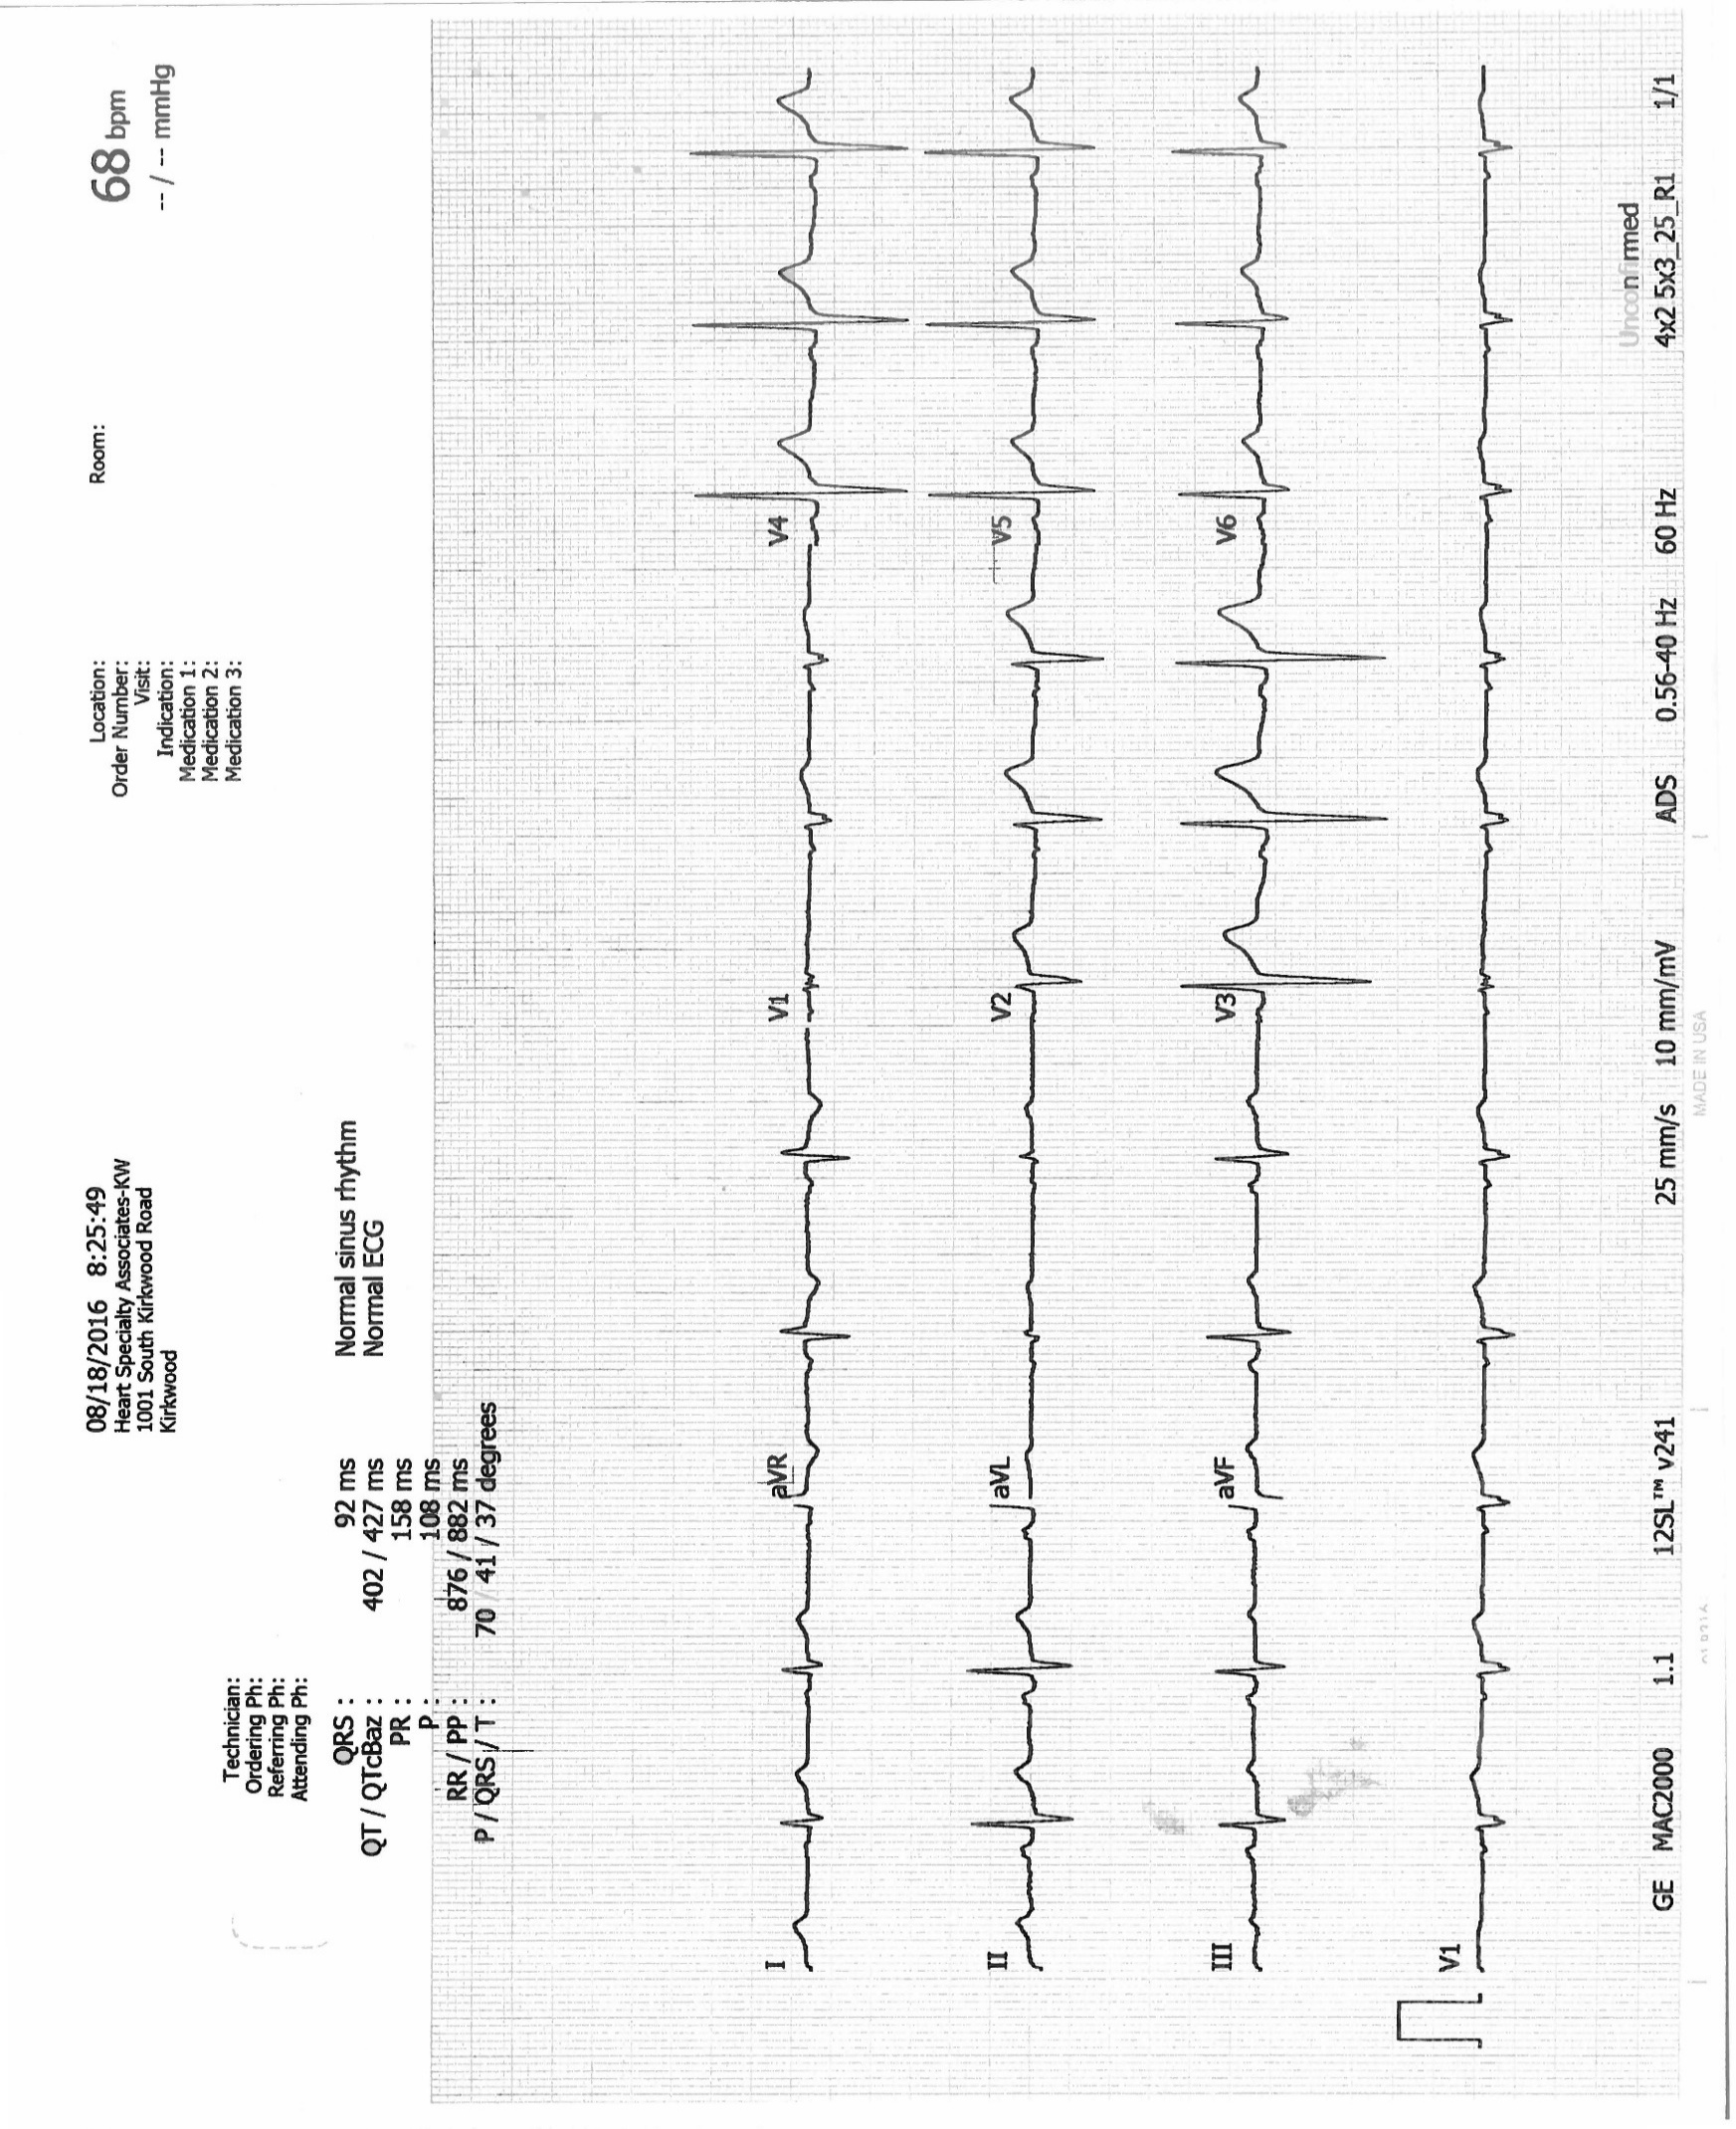 08/18/2016 8:25:49
Heart Specialty Associates-KW
1001 South Kirkwood Road
Kirkwood
Location:
Order Number:
Visit:
Indication:
Medication 1:
Medication 2:
Medication 3:
Room:
68 bpm
-- / -- mmHg
Technician:
Ordering Ph:
Referring Ph:
Attending Ph:
QRS : 92 ms
QT / QTcBaz : 402 / 427 ms
PR : 158 ms
P : 108 ms
RR / PP : 876 / 882 ms
P / QRS / T : 70 / 41 / 37 degrees
Normal sinus rhythm
Normal ECG
I aVR V1 V4
II aVL V2 V5
III aVF V3 V6
V1
Unconfirmed
GE MAC2000 1.1 12SL™ v241 25 mm/s 10 mm/mV ADS 0.56-40 Hz 60 Hz 4x2.5x3_25_R1 1/1
MADE IN USA